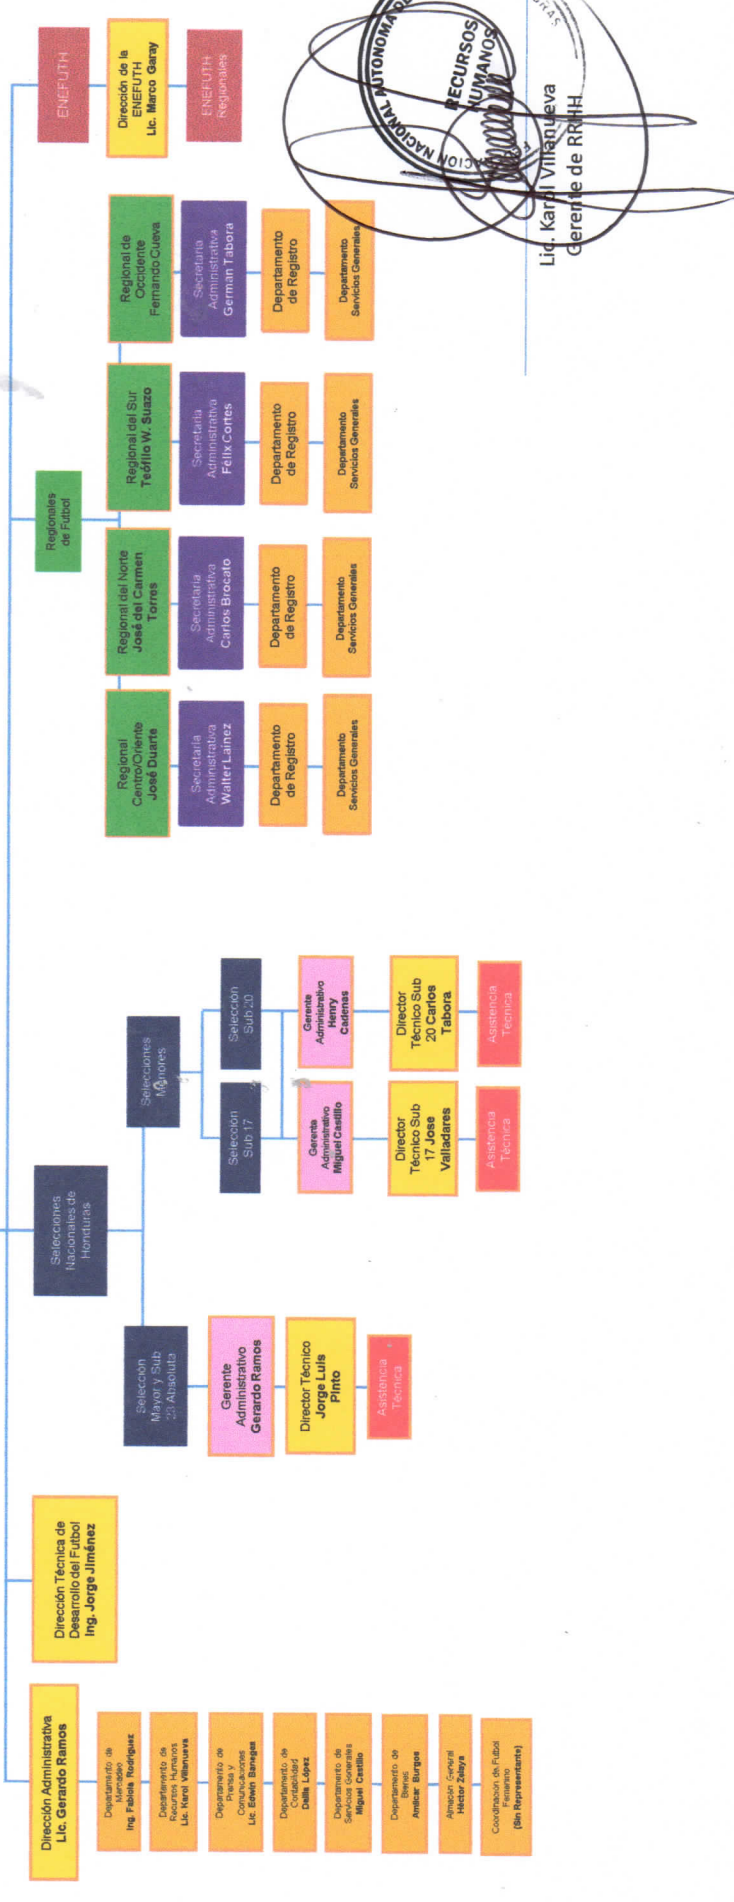 Dirección Administrativa
Lic. Gerardo Ramos
Departamento de
Mercadeo
Ing. Fabiola Rodriguez
Departamento de
Recursos Humanos
Lic. Karol Villanueva
Departamento de
Prensa y
Comunicaciones
Lic. Edwin Banegas
Departamento de
Contabilidad
Dalla López
Departamento de
Servicios Generales
Miguel Castillo
Departamento de
Bienes
Amilcar Burgos
Almacén General
Héctor Zelaya
Coordinación de Futbol
Femenino
(Sin Representante)
Dirección Técnica de
Desarrollo del Futbol
Ing. Jorge Jiménez
Selecciones
Nacionales de
Honduras
Selección
Mayor y Sub
23 Absoluta
Gerente
Administrativo
Gerardo Ramos
Director Técnico
Jorge Luis
Pinto
Asistencia
Técnica
Selecciones
Menores
Selección
Sub 17
Gerente
Administrativo
Miguel Castillo
Director
Técnico Sub
17 Jose
Valladares
Asistencia
Técnica
Selección
Sub 20
Gerente
Administrativo
Henry
Cadenas
Director
Técnico Sub
20 Carlos
Tabora
Asistencia
Técnica
Regionales
de Futbol
Regional
Centro/Oriente
José Duarte
Secretaria
Administrativa
Walter Lainez
Departamento
de Registro
Departamento
Servicios Generales
Regional del Norte
José del Carmen
Torres
Secretaria
Administrativa
Carlos Brocato
Departamento
de Registro
Departamento
Servicios Generales
Regional del Sur
Teófilo W. Suazo
Secretaria
Administrativa
Félix Cortes
Departamento
de Registro
Departamento
Servicios Generales
Regional de
Occidente
Fernando Cueva
Secretaria
Administrativa
German Tabora
Departamento
de Registro
Departamento
Servicios Generales
ENEFUTH
Dirección de la
ENEFUTH
Lic. Marco Garay
ENEFUTH
Regionales
NACIONAL AUTONOMA DE
RECURSOS
HUMANOS
Lic. Karol Villanueva
Gerente de RRHH